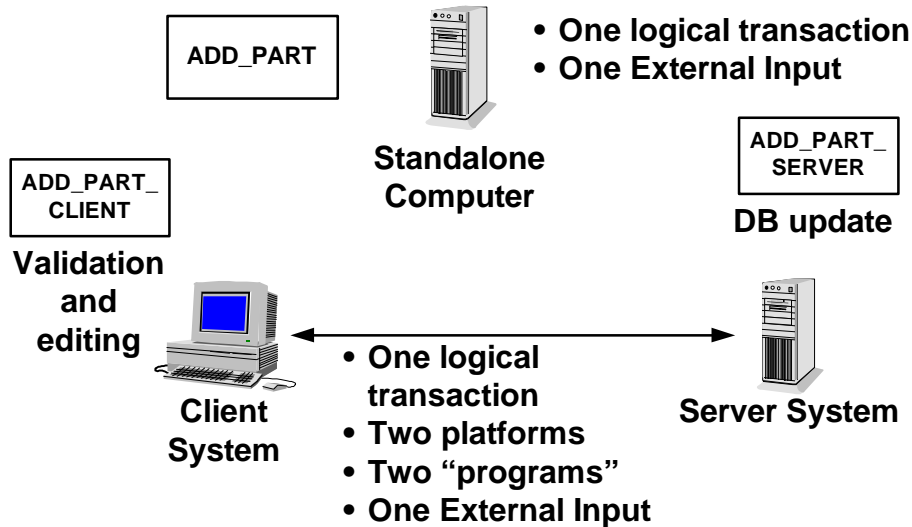 ADD_PART
• One logical transaction
• One External Input
Standalone
Computer
ADD_PART_
SERVER
DB update
ADD_PART_
CLIENT
Validation
and
editing
Client
System
• One logical
transaction
• Two platforms
• Two “programs”
• One External Input
Server System